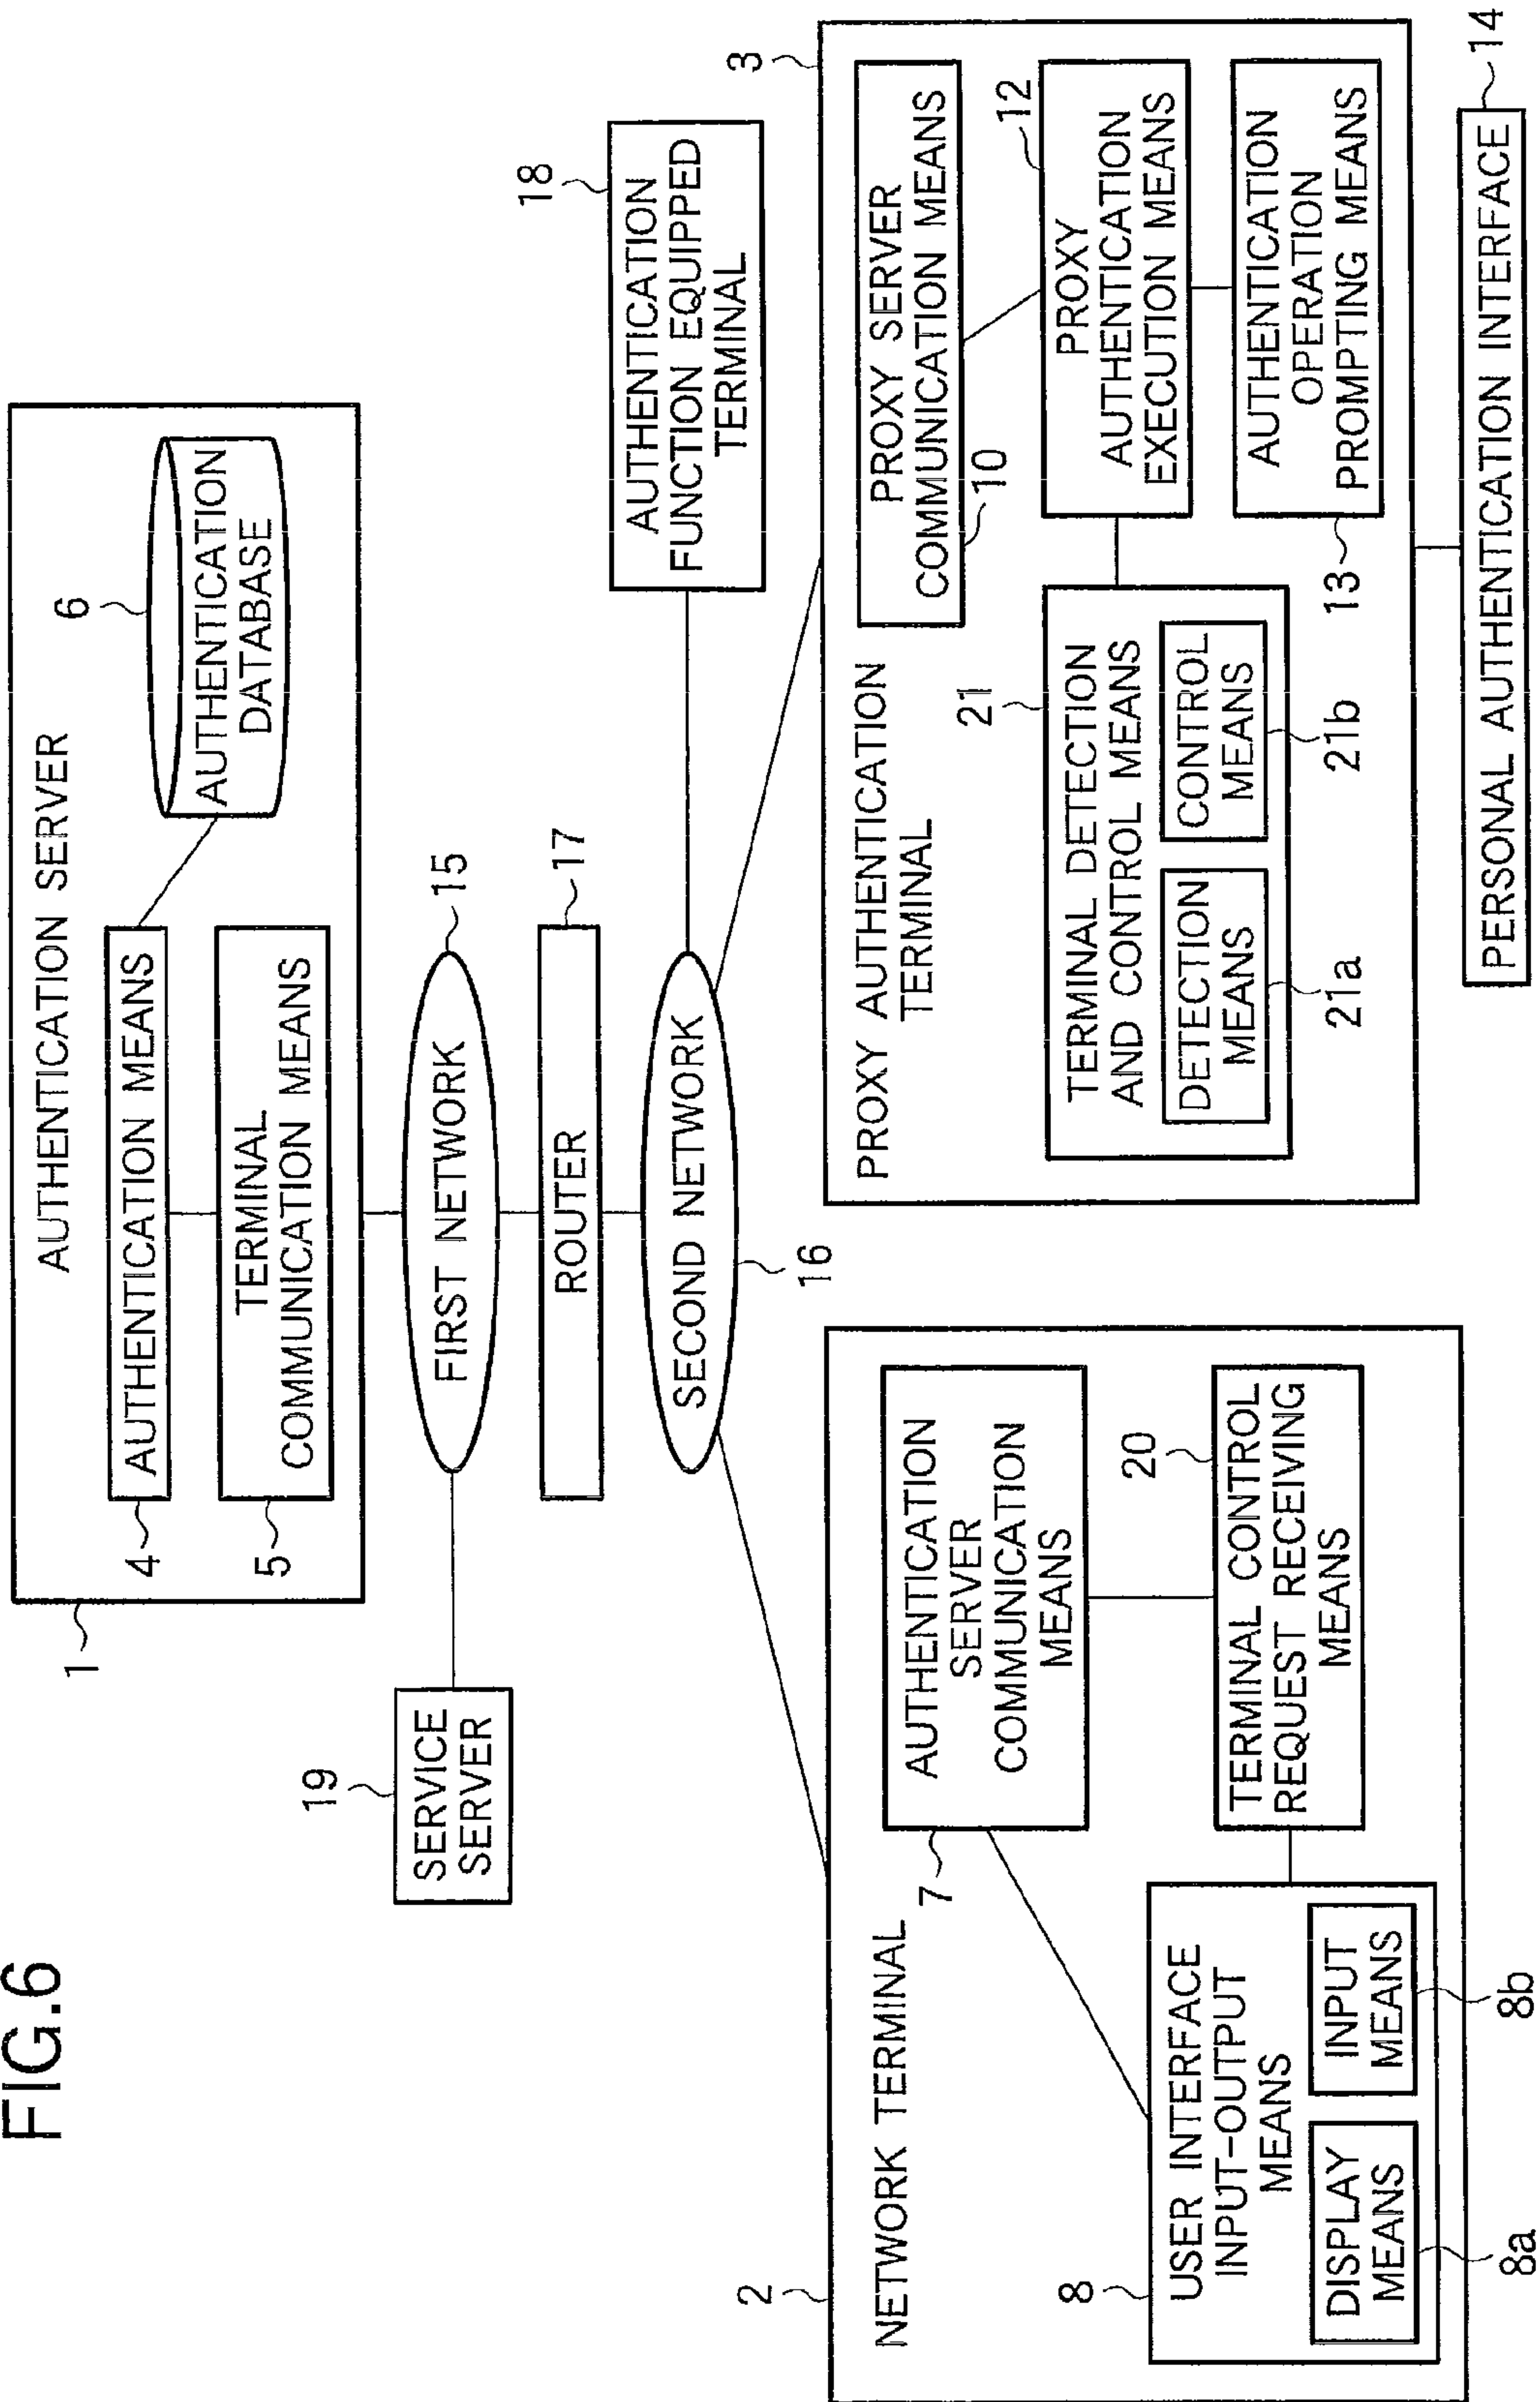 FIG.6
AUTHENTICATION SERVER
1
4
AUTHENTICATION MEANS
5
TERMINAL
COMMUNICATION MEANS
6
AUTHENTICATION
DATABASE
19
SERVICE
SERVER
FIRST NETWORK
15
ROUTER
17
SECOND NETWORK
16
18
AUTHENTICATION
FUNCTION EQUIPPED
TERMINAL
2
NETWORK TERMINAL
7
AUTHENTICATION
SERVER
COMMUNICATION
MEANS
20
TERMINAL CONTROL
REQUEST RECEIVING
MEANS
8
USER INTERFACE
INPUT-OUTPUT
MEANS
DISPLAY
MEANS
8a
INPUT
MEANS
8b
3
PROXY AUTHENTICATION
TERMINAL
PROXY SERVER
COMMUNICATION MEANS
10
12
PROXY
AUTHENTICATION
EXECUTION MEANS
21
TERMINAL DETECTION
AND CONTROL MEANS
DETECTION
MEANS
21a
CONTROL
MEANS
21b
AUTHENTICATION
OPERATION
PROMPTING MEANS
13
PERSONAL AUTHENTICATION INTERFACE
14